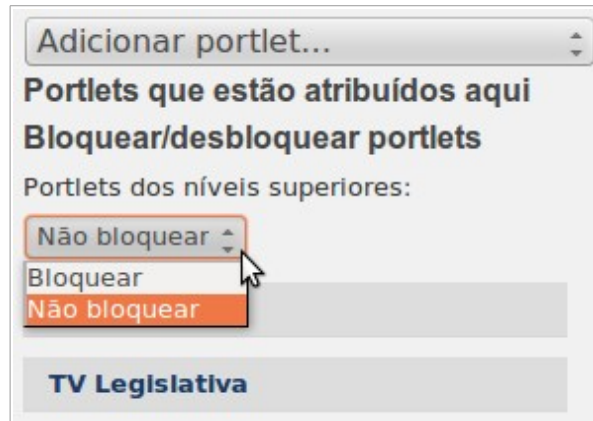 Adicionar portlet...
Portlets que estão atribuídos aqui
Bloquear/desbloquear portlets
Portlets dos níveis superiores:
Não bloquear
Bloquear
Não bloquear
TV Legislativa